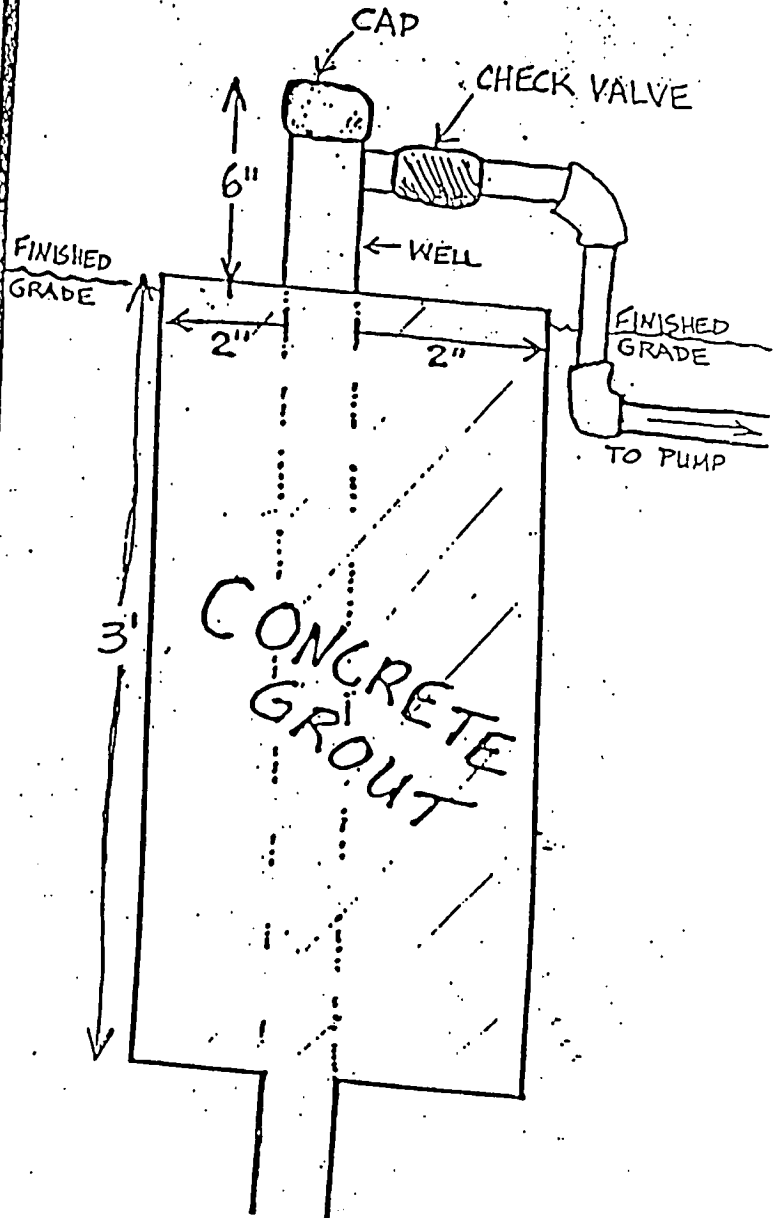 CAP
CHECK VALVE
6"
WELL
FINISHED
GRADE
2"
2"
FINISHED
GRADE
TO PUMP
3'
CONCRETE
GROUT